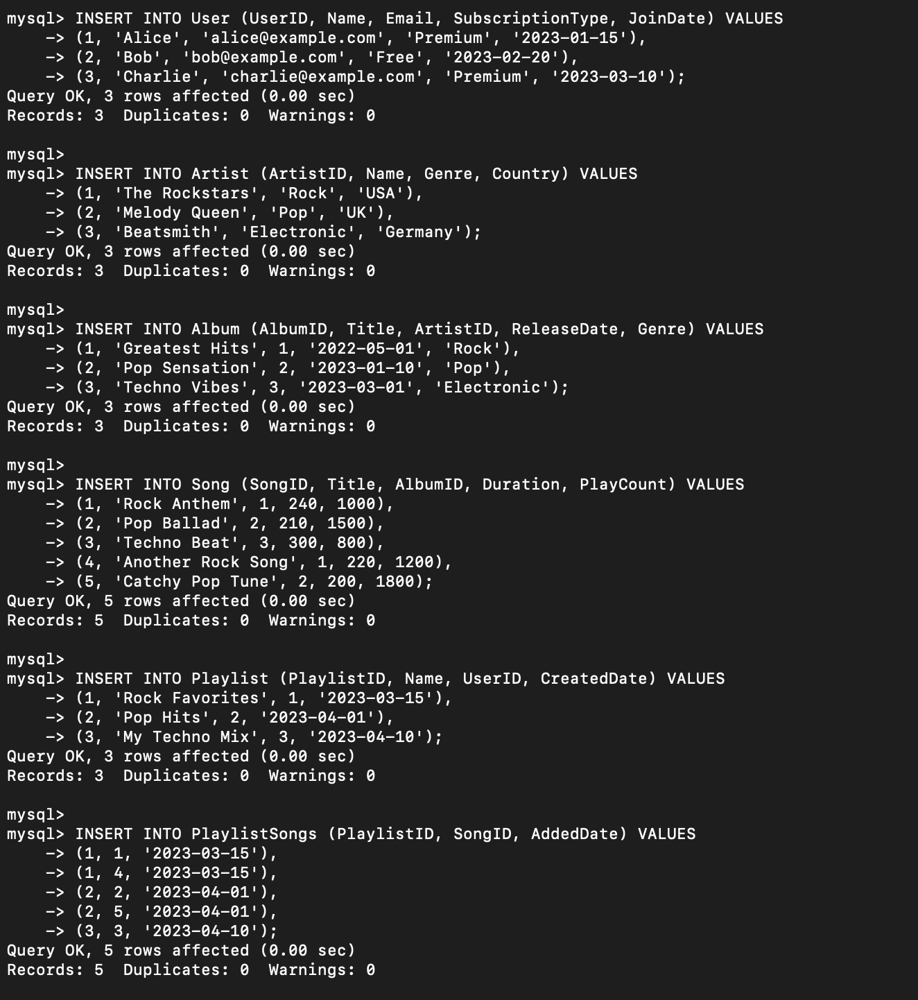 mysql> INSERT INTO User (UserID, Name, Email, SubscriptionType, JoinDate) VALUES
    -> (1, 'Alice', 'alice@example.com', 'Premium', '2023-01-15'),
    -> (2, 'Bob', 'bob@example.com', 'Free', '2023-02-20'),
    -> (3, 'Charlie', 'charlie@example.com', 'Premium', '2023-03-10');
Query OK, 3 rows affected (0.00 sec)
Records: 3  Duplicates: 0  Warnings: 0

mysql>
mysql> INSERT INTO Artist (ArtistID, Name, Genre, Country) VALUES
    -> (1, 'The Rockstars', 'Rock', 'USA'),
    -> (2, 'Melody Queen', 'Pop', 'UK'),
    -> (3, 'Beatsmith', 'Electronic', 'Germany');
Query OK, 3 rows affected (0.00 sec)
Records: 3  Duplicates: 0  Warnings: 0

mysql>
mysql> INSERT INTO Album (AlbumID, Title, ArtistID, ReleaseDate, Genre) VALUES
    -> (1, 'Greatest Hits', 1, '2022-05-01', 'Rock'),
    -> (2, 'Pop Sensation', 2, '2023-01-10', 'Pop'),
    -> (3, 'Techno Vibes', 3, '2023-03-01', 'Electronic');
Query OK, 3 rows affected (0.00 sec)
Records: 3  Duplicates: 0  Warnings: 0

mysql>
mysql> INSERT INTO Song (SongID, Title, AlbumID, Duration, PlayCount) VALUES
    -> (1, 'Rock Anthem', 1, 240, 1000),
    -> (2, 'Pop Ballad', 2, 210, 1500),
    -> (3, 'Techno Beat', 3, 300, 800),
    -> (4, 'Another Rock Song', 1, 220, 1200),
    -> (5, 'Catchy Pop Tune', 2, 200, 1800);
Query OK, 5 rows affected (0.00 sec)
Records: 5  Duplicates: 0  Warnings: 0

mysql>
mysql> INSERT INTO Playlist (PlaylistID, Name, UserID, CreatedDate) VALUES
    -> (1, 'Rock Favorites', 1, '2023-03-15'),
    -> (2, 'Pop Hits', 2, '2023-04-01'),
    -> (3, 'My Techno Mix', 3, '2023-04-10');
Query OK, 3 rows affected (0.00 sec)
Records: 3  Duplicates: 0  Warnings: 0

mysql>
mysql> INSERT INTO PlaylistSongs (PlaylistID, SongID, AddedDate) VALUES
    -> (1, 1, '2023-03-15'),
    -> (1, 4, '2023-03-15'),
    -> (2, 2, '2023-04-01'),
    -> (2, 5, '2023-04-01'),
    -> (3, 3, '2023-04-10');
Query OK, 5 rows affected (0.00 sec)
Records: 5  Duplicates: 0  Warnings: 0